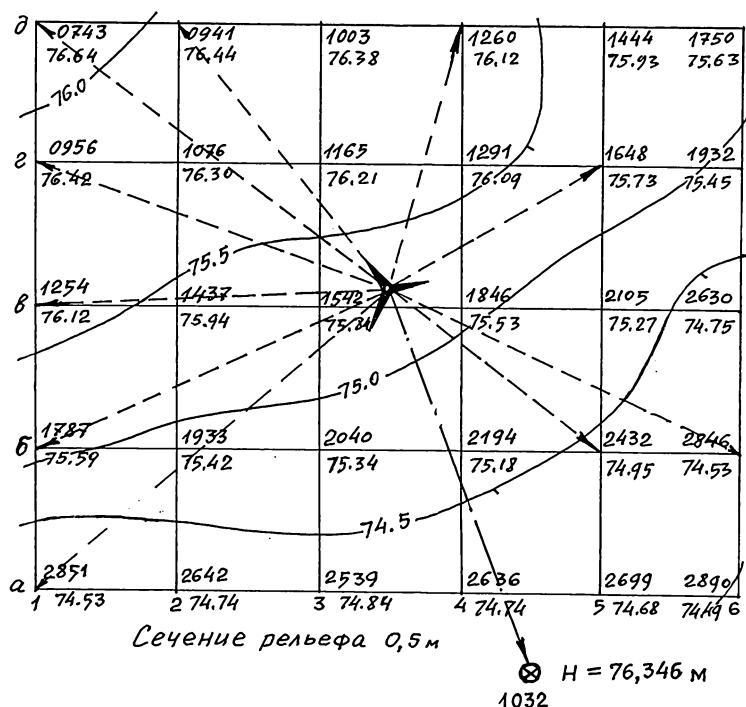 д 0743 0941 1003 1260 1444 1750
76.64 76.44 76.38 76.12 75.93 75.63
76.0
г 0956 1076 1165 1291 1648 1932
76.42 76.30 76.21 76.09 75.73 75.45
75.5
в 1254 1437 1542 1846 2105 2630
76.12 75.94 75.84 75.53 75.27 74.75
75.0
б 1787 1933 2040 2194 2432 2846
75.59 75.42 75.34 75.18 74.95 74.53
74.5
а 2851 2642 2539 2636 2699 2890
1 74.53 2 74.74 3 74.84 4 74.74 5 74.68 74.49 6
Сечение рельефа 0,5 м
Н = 76,346 м
1032